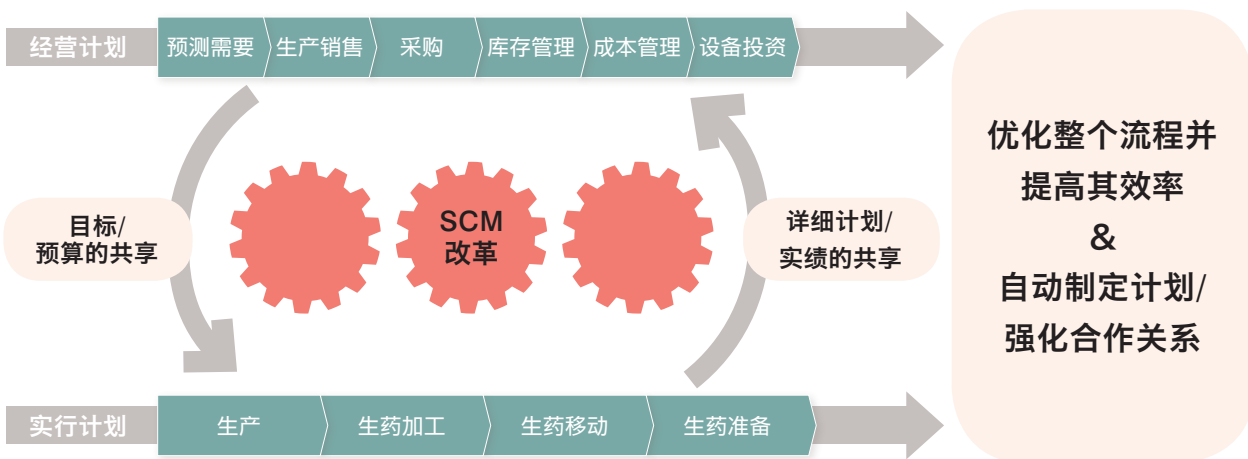 经营计划
预测需要
生产销售
采购
库存管理
成本管理
设备投资
目标/
预算的共享
SCM
改革
详细计划/
实绩的共享
实行计划
生产
生药加工
生药移动
生药准备
优化整个流程并
提高其效率
&
自动制定计划/
强化合作关系